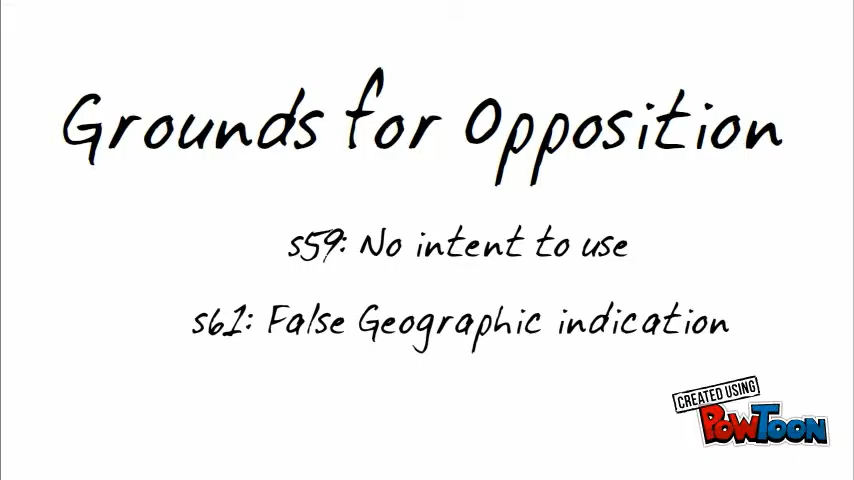 Grounds for Opposition
s59: No intent to use
s61: False Geographic indication
CREATED USING
POWTOON